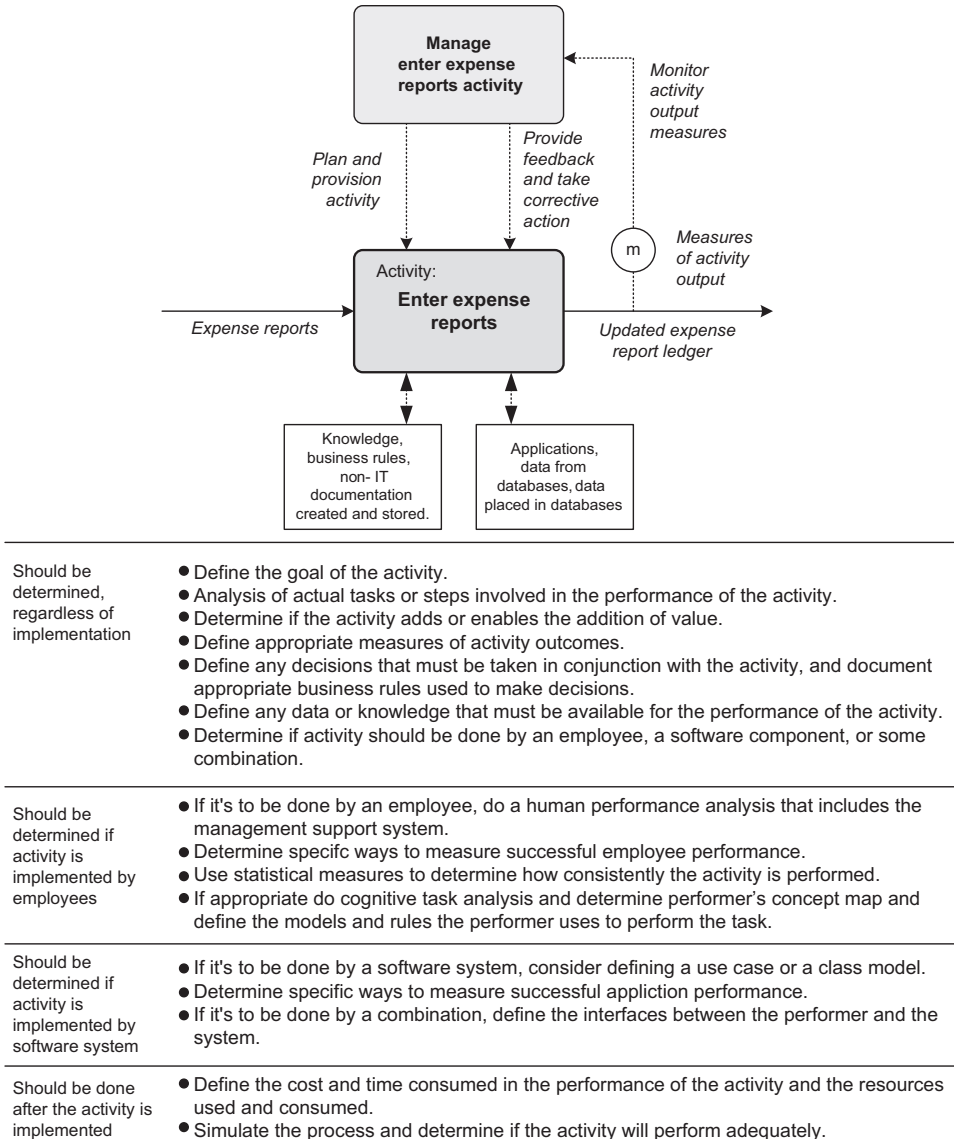 Manage
enter expense
reports activity
Monitor
activity
output
measures
Plan and
provision
activity
Provide
feedback
and take
corrective
action
m
Measures
of activity
output
Activity:
Enter expense
reports
Expense reports
Updated expense
report ledger
Knowledge,
business rules,
non- IT
documentation
created and stored.
Applications,
data from
databases, data
placed in databases
Should be
determined,
regardless of
implementation
● Define the goal of the activity.
● Analysis of actual tasks or steps involved in the performance of the activity.
● Determine if the activity adds or enables the addition of value.
● Define appropriate measures of activity outcomes.
● Define any decisions that must be taken in conjunction with the activity, and document
appropriate business rules used to make decisions.
● Define any data or knowledge that must be available for the performance of the activity.
● Determine if activity should be done by an employee, a software component, or some
combination.
Should be
determined if
activity is
implemented by
employees
● If it's to be done by an employee, do a human performance analysis that includes the
management support system.
● Determine specifc ways to measure successful employee performance.
● Use statistical measures to determine how consistently the activity is performed.
● If appropriate do cognitive task analysis and determine performer's concept map and
define the models and rules the performer uses to perform the task.
Should be
determined if
activity is
implemented by
software system
● If it's to be done by a software system, consider defining a use case or a class model.
● Determine specific ways to measure successful appliction performance.
● If it's to be done by a combination, define the interfaces between the performer and the
system.
Should be done
after the activity is
implemented
● Define the cost and time consumed in the performance of the activity and the resources
used and consumed.
● Simulate the process and determine if the activity will perform adequately.